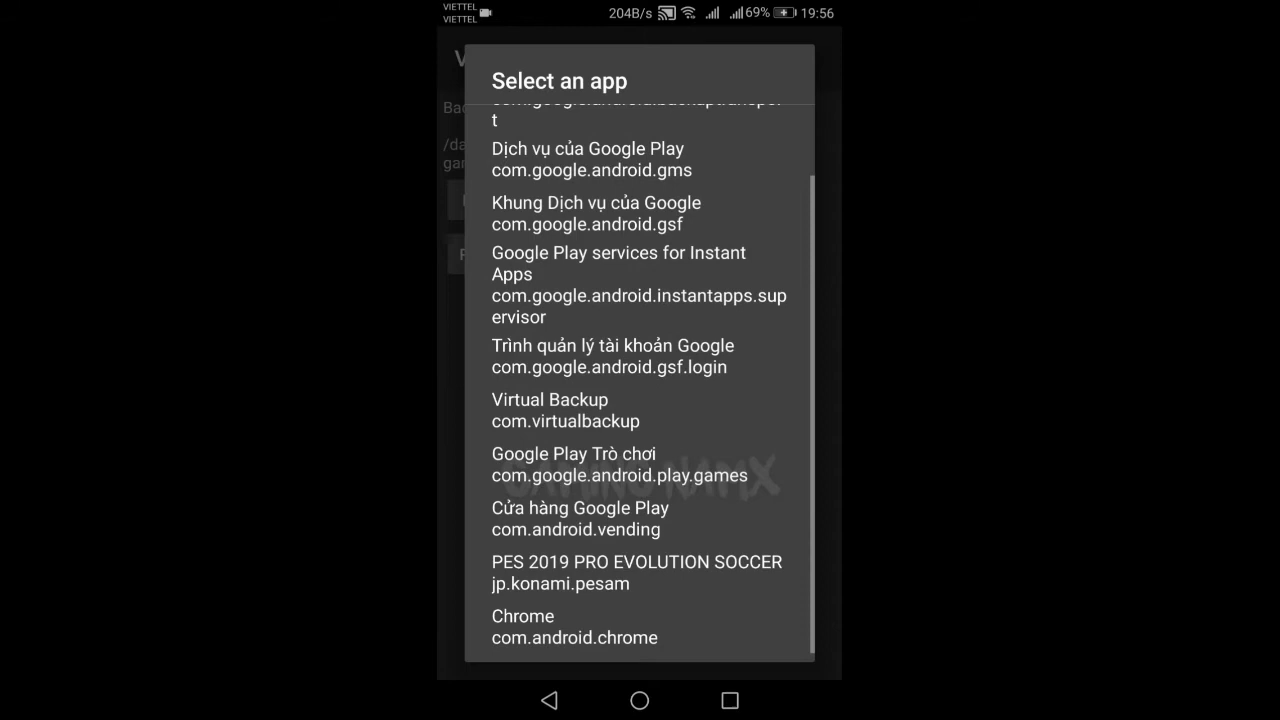 VIETTEL
VIETTEL
204B/s
69%
19:56
Select an app
t
Dịch vụ của Google Play
com.google.android.gms
Khung Dịch vụ của Google
com.google.android.gsf
Google Play services for Instant
Apps
com.google.android.instantapps.sup
ervisor
Trình quản lý tài khoản Google
com.google.android.gsf.login
Virtual Backup
com.virtualbackup
Google Play Trò chơi
com.google.android.play.games
GAMING NAMX
Cửa hàng Google Play
com.android.vending
PES 2019 PRO EVOLUTION SOCCER
jp.konami.pesam
Chrome
com.android.chrome